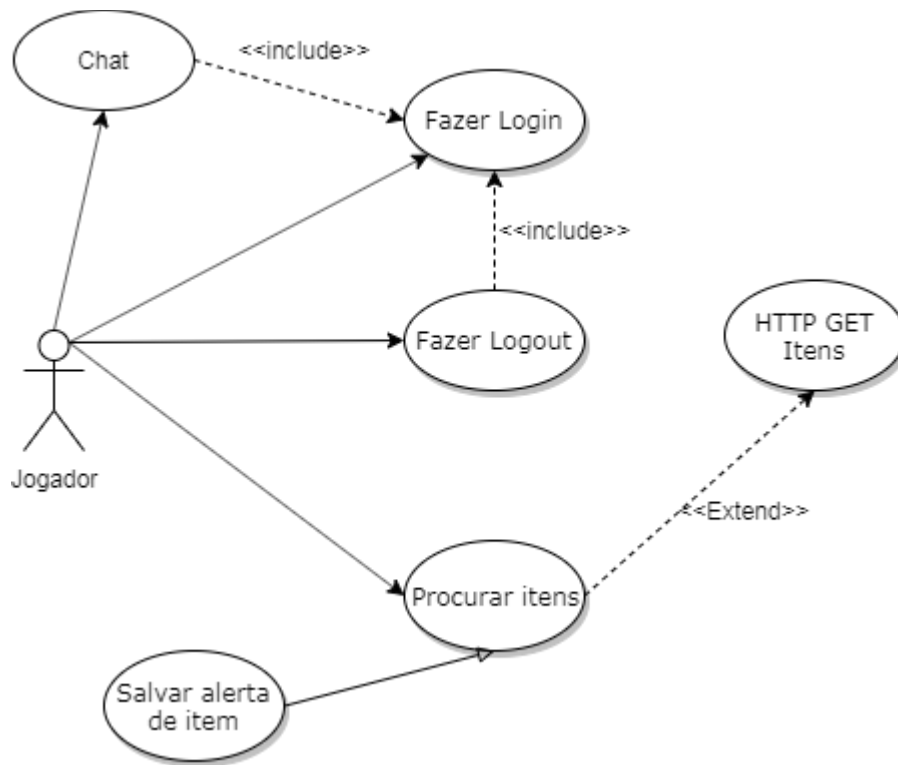 Chat
<<include>>
Fazer Login
<<include>>
Fazer Logout
HTTP GET
Itens
Jogador
<<Extend>>
Procurar itens
Salvar alerta
de item